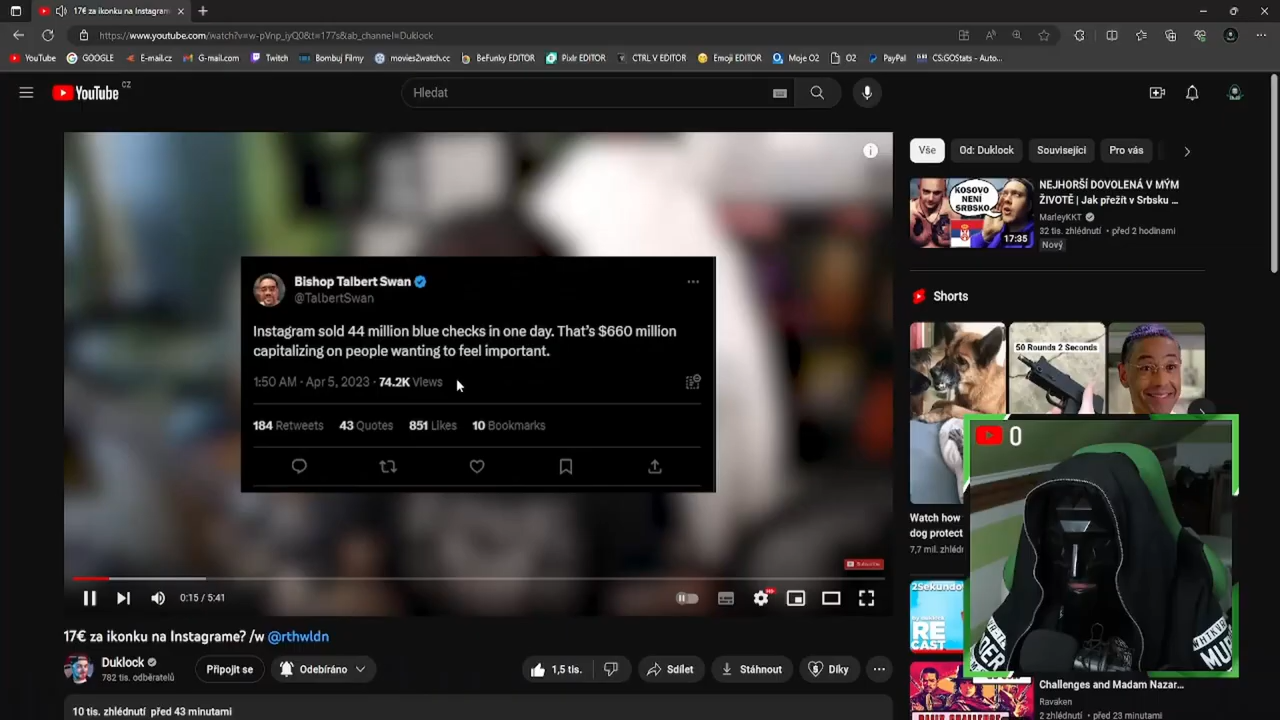 17€ za ikonku na Instagrame
https://www.youtube.com/watch?v=w-pVnp_iyQ0&t=177s&ab_channel=Duklock
YouTube
GOOGLE
E-mail.cz
G-mail.com
Twitch
Bombuj Filmy
movies2watch.cc
BeFunky EDITOR
Pixlr EDITOR
CTRL V EDITOR
Emoji EDITOR
Moje O2
O2
PayPal
CS:GOStats - Auto...
YouTube CZ
Hledat
Vše
Od: Duklock
Související
Pro vás
KOSOVO
NENÍ
SRBSKO
17:35
NEJHORŠÍ DOVOLENÁ V MÝM
ŽIVOTĚ | Jak přežít v Srbsku ...
MarleyKKT
32 tis. zhlédnutí • před 2 hodinami
Nový
Bishop Talbert Swan
@TalbertSwan
Instagram sold 44 million blue checks in one day. That's $660 million
capitalizing on people wanting to feel important.
1:50 AM · Apr 5, 2023 · 74.2K Views
184 Retweets 43 Quotes 851 Likes 10 Bookmarks
Shorts
50 Rounds 2 Seconds
0
Watch how
dog protect
7,7 mil. zhléd
2Sekundo
RE
CAST
0:15 / 5:41
17€ za ikonku na Instagrame? /w @rthwldn
Duklock
782 tis. odběratelů
Připojit se
Odebíráno
1,5 tis.
Sdílet
Stáhnout
Díky
10 tis. zhlédnutí před 43 minutami
Challenges and Madam Nazar...
Ravaken
2 zhlédnutí • před 23 minutami